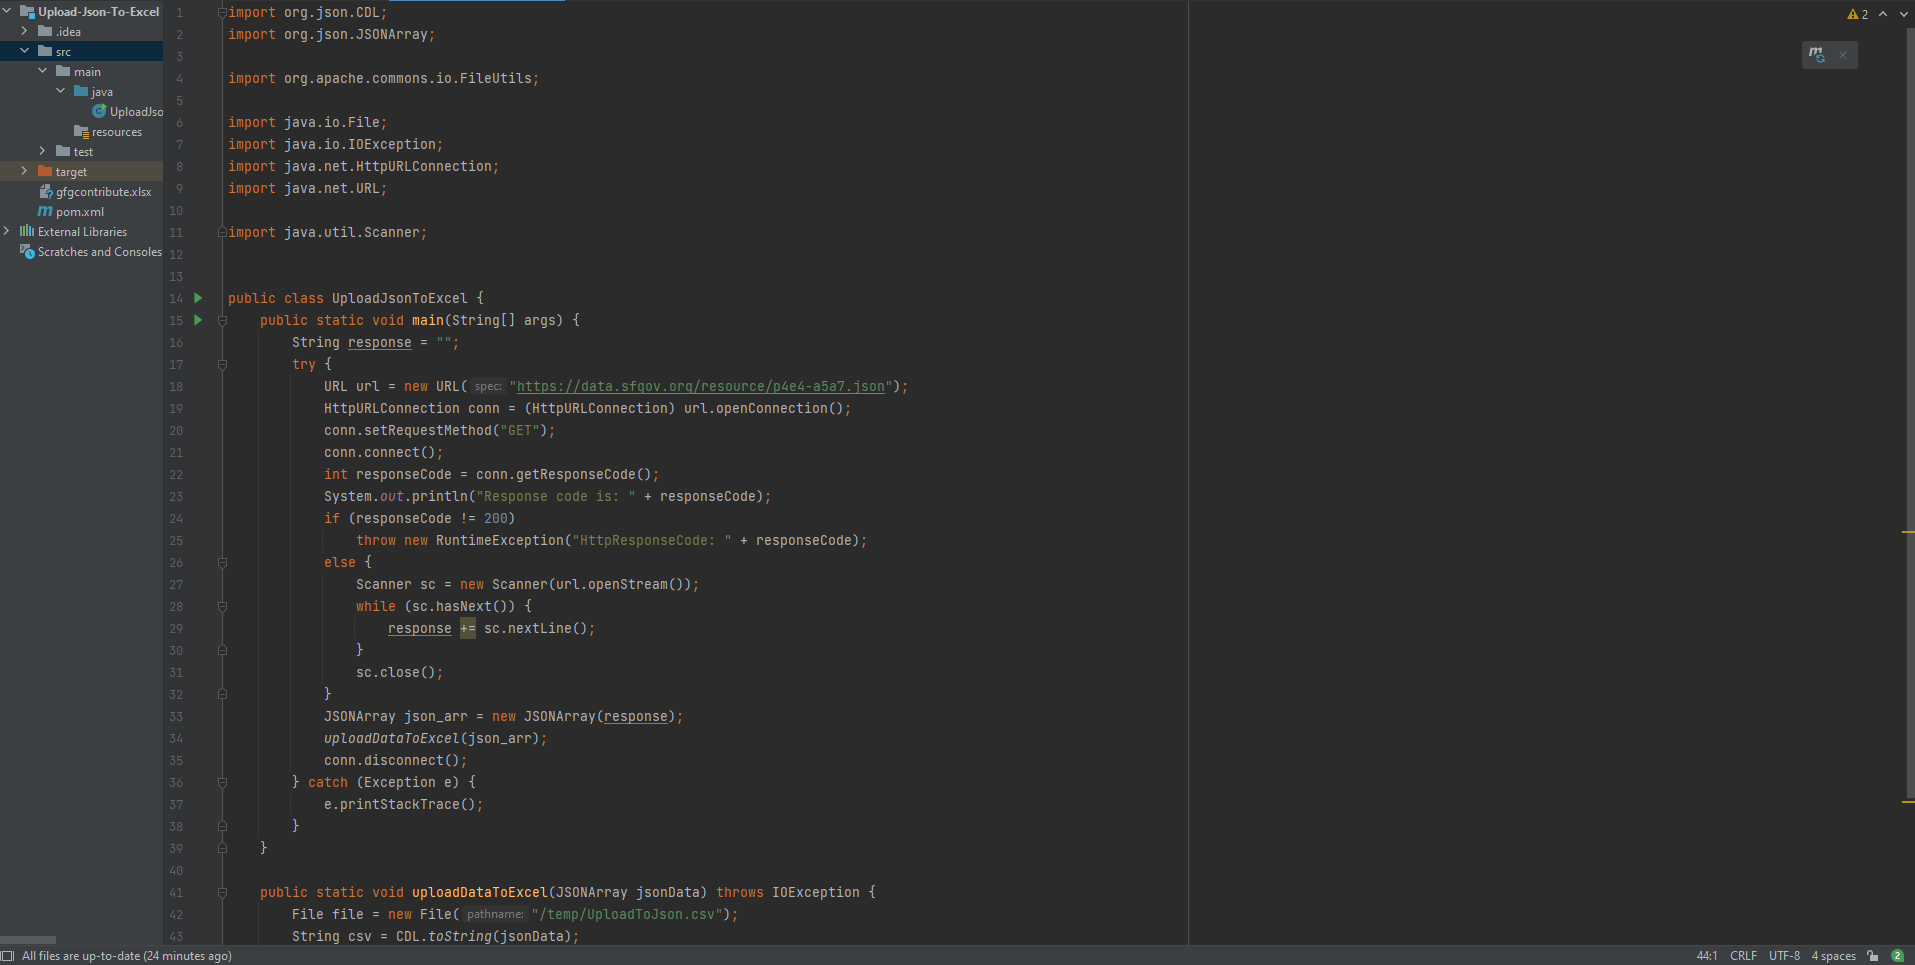 Upload-Json-To-Excel
.idea
src
main
java
UploadJso
resources
test
target
gfgcontribute.xlsx
pom.xml
External Libraries
Scratches and Consoles
2
1 import org.json.CDL;
2 import org.json.JSONArray;
3
4 import org.apache.commons.io.FileUtils;
5
6 import java.io.File;
7 import java.io.IOException;
8 import java.net.HttpURLConnection;
9 import java.net.URL;
10
11 import java.util.Scanner;
12
13
14 public class UploadJsonToExcel {
15 public static void main(String[] args) {
16 String response = "";
17 try {
18 URL url = new URL( spec: "https://data.sfgov.org/resource/p4e4-a5a7.json");
19 HttpURLConnection conn = (HttpURLConnection) url.openConnection();
20 conn.setRequestMethod("GET");
21 conn.connect();
22 int responseCode = conn.getResponseCode();
23 System.out.println("Response code is: " + responseCode);
24 if (responseCode != 200)
25 throw new RuntimeException("HttpResponseCode: " + responseCode);
26 else {
27 Scanner sc = new Scanner(url.openStream());
28 while (sc.hasNext()) {
29 response += sc.nextLine();
30 }
31 sc.close();
32 }
33 JSONArray json_arr = new JSONArray(response);
34 uploadDataToExcel(json_arr);
35 conn.disconnect();
36 } catch (Exception e) {
37 e.printStackTrace();
38 }
39 }
40
41 public static void uploadDataToExcel(JSONArray jsonData) throws IOException {
42 File file = new File( pathname: "/temp/UploadToJson.csv");
43 String csv = CDL.toString(jsonData);
All files are up-to-date (24 minutes ago)
44:1 CRLF UTF-8 4 spaces 2